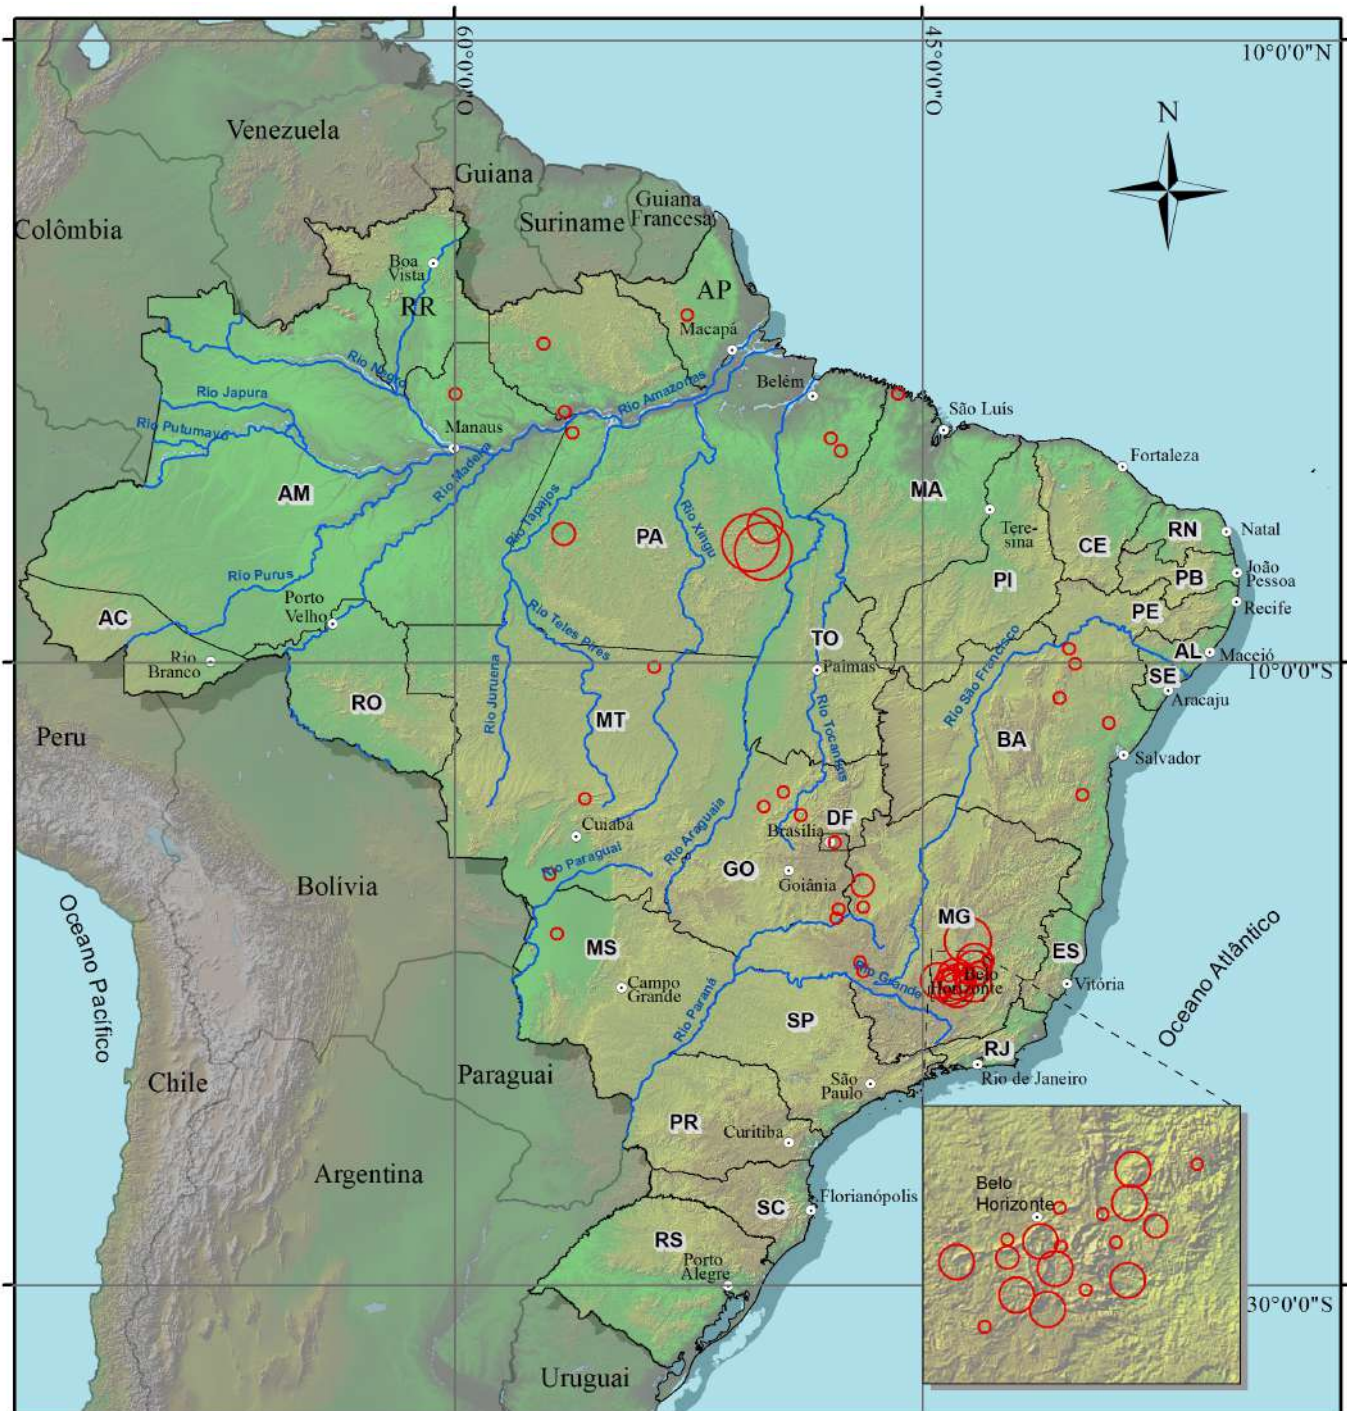 10°0'0"N
60°0'0"O
45°0'0"O
N
Venezuela
Guiana
Suriname
Guiana
Francesa
Colômbia
Boa
Vista
RR
AP
Macapá
Rio Negro
Rio Japura
Rio Putumayo
Manaus
Rio Madeira
Rio Amazonas
Belém
São Luís
Fortaleza
AM
Rio Tapajos
PA
Rio Xingu
MA
Tere-
sina
CE
RN
Natal
PB
João
Pessoa
PI
PE
Recife
Rio Purus
Porto
Velho
AC
Rio
Branco
Rio Teles Pires
TO
Palmas
Rio São Francisco
AL
Maceió
SE
Aracaju
10°0'0"S
Peru
RO
Rio Juruena
MT
Rio Tocantins
BA
Salvador
Cuiaba
Rio Araguaia
Brasília
DF
Rio Paraguai
GO
Goiânia
Bolívia
Oceano Pacífico
MS
Campo
Grande
MG
Belo
Horizonte
ES
Vitória
Oceano Atlântico
Rio Grande
Rio Paraná
SP
RJ
Rio de Janeiro
São
Paulo
Chile
Paraguai
PR
Curitiba
Argentina
SC
Florianópolis
RS
Porto
Alegre
Belo
Horizonte
30°0'0"S
Uruguai